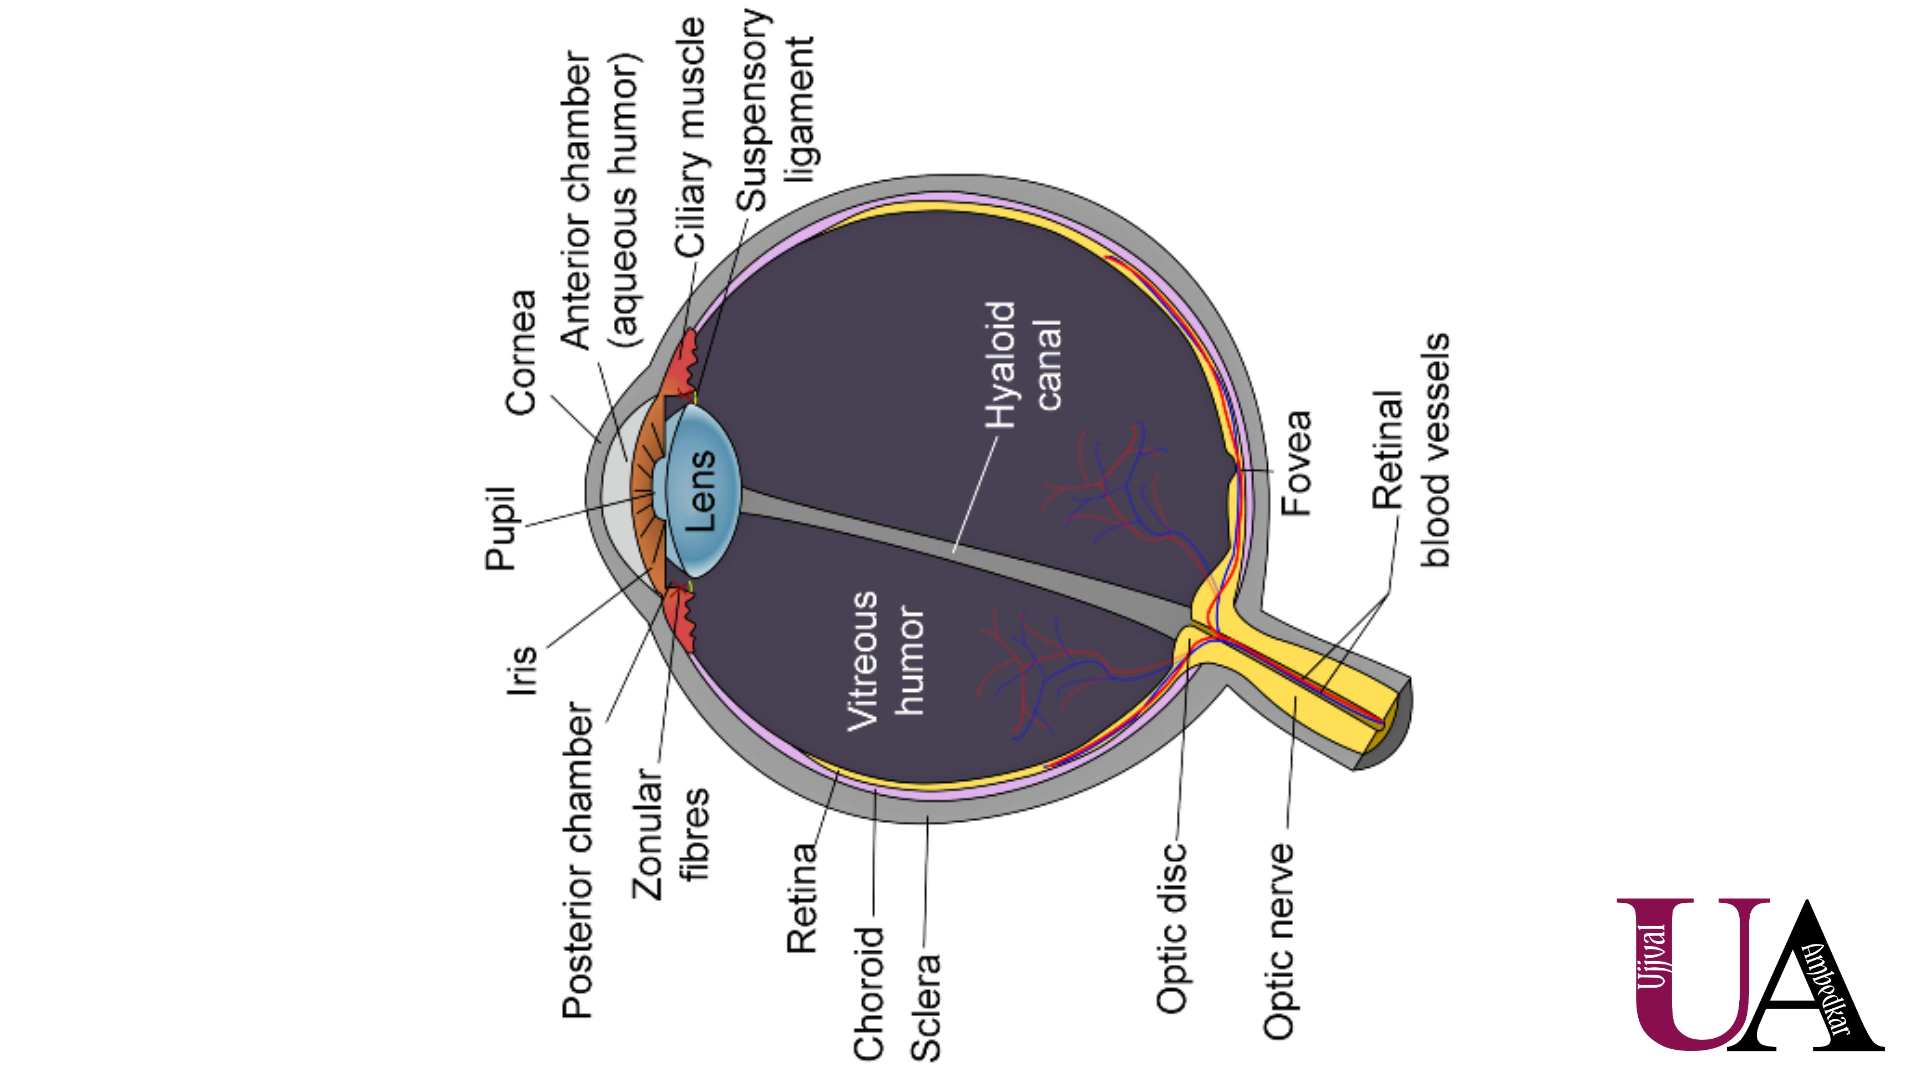 Suspensory
ligament
Ciliary muscle
Anterior chamber
(aqueous humor)
Cornea
Pupil
Iris
Posterior chamber
Zonular
fibres
Lens
Hyaloid
canal
Vitreous
humor
Retina
Choroid
Sclera
Fovea
Retinal
blood vessels
Optic disc
Optic nerve
UA
Ujjval
Ambedkar